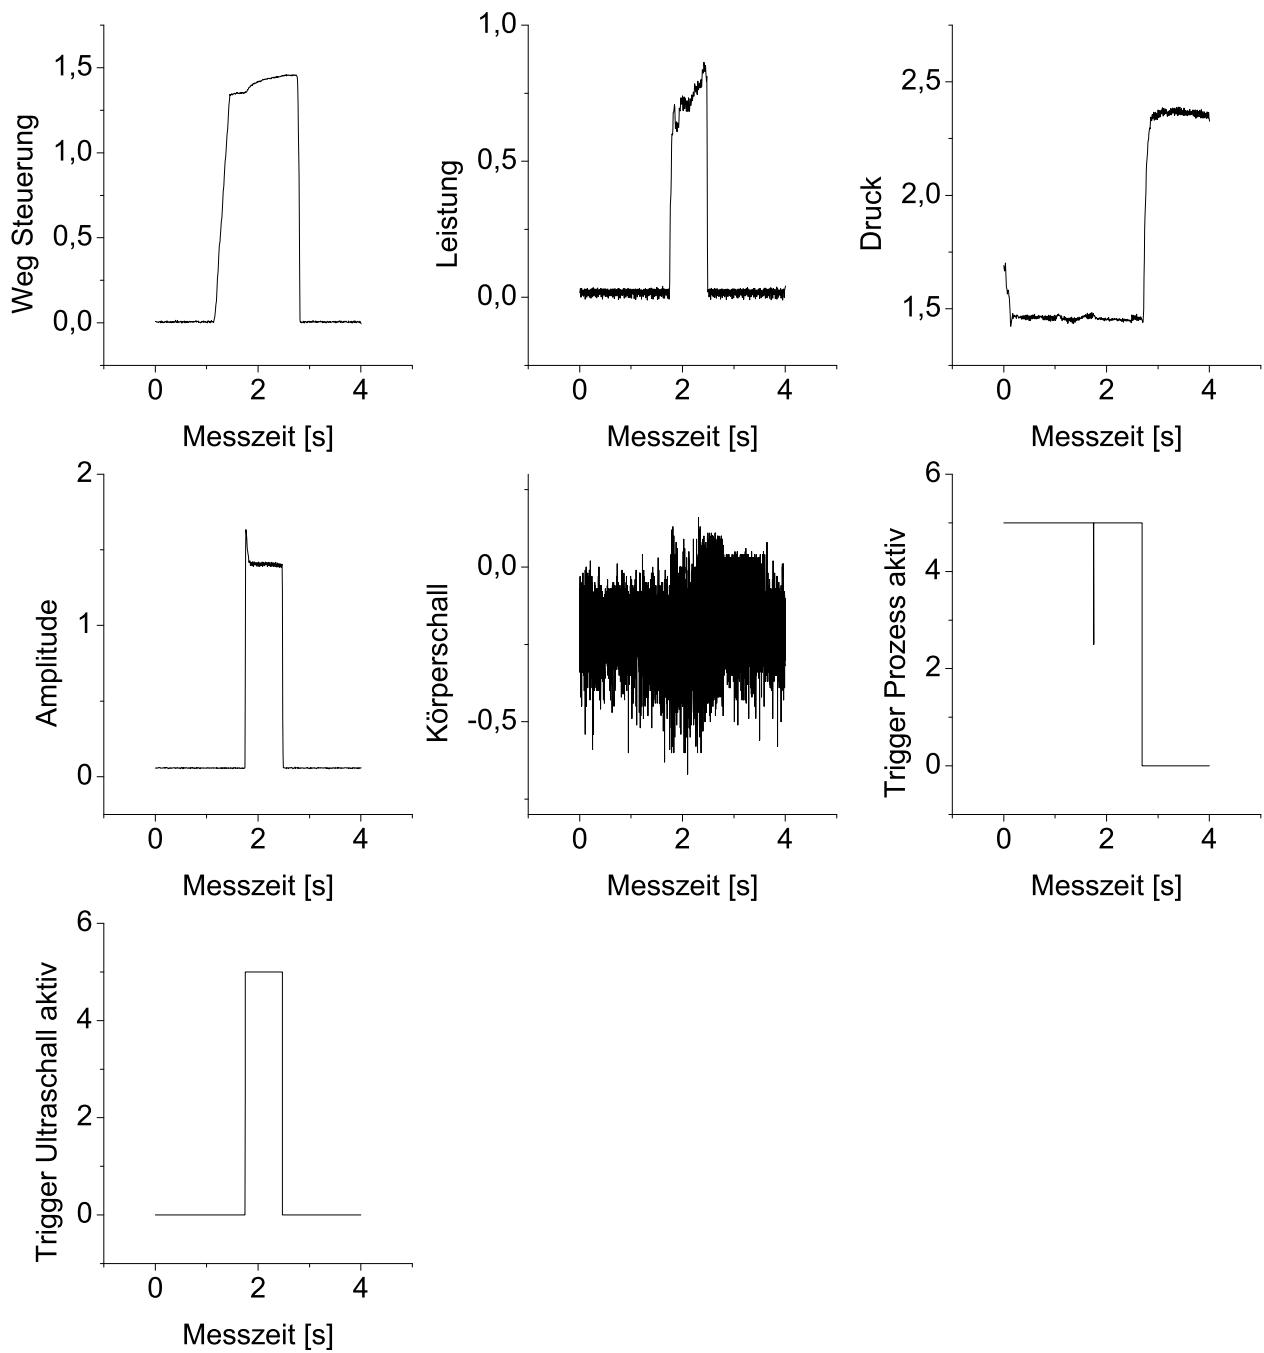 Weg Steuerung
1,5
1,0
0,5
0,0
0 2 4
Messzeit [s]
Leistung
1,0
0,5
0,0
0 2 4
Messzeit [s]
Druck
2,5
2,0
1,5
0 2 4
Messzeit [s]
Amplitude
2
1
0
0 2 4
Messzeit [s]
Körperschall
0,0
-0,5
0 2 4
Messzeit [s]
Trigger Prozess aktiv
6
4
2
0
0 2 4
Messzeit [s]
Trigger Ultraschall aktiv
6
4
2
0
0 2 4
Messzeit [s]